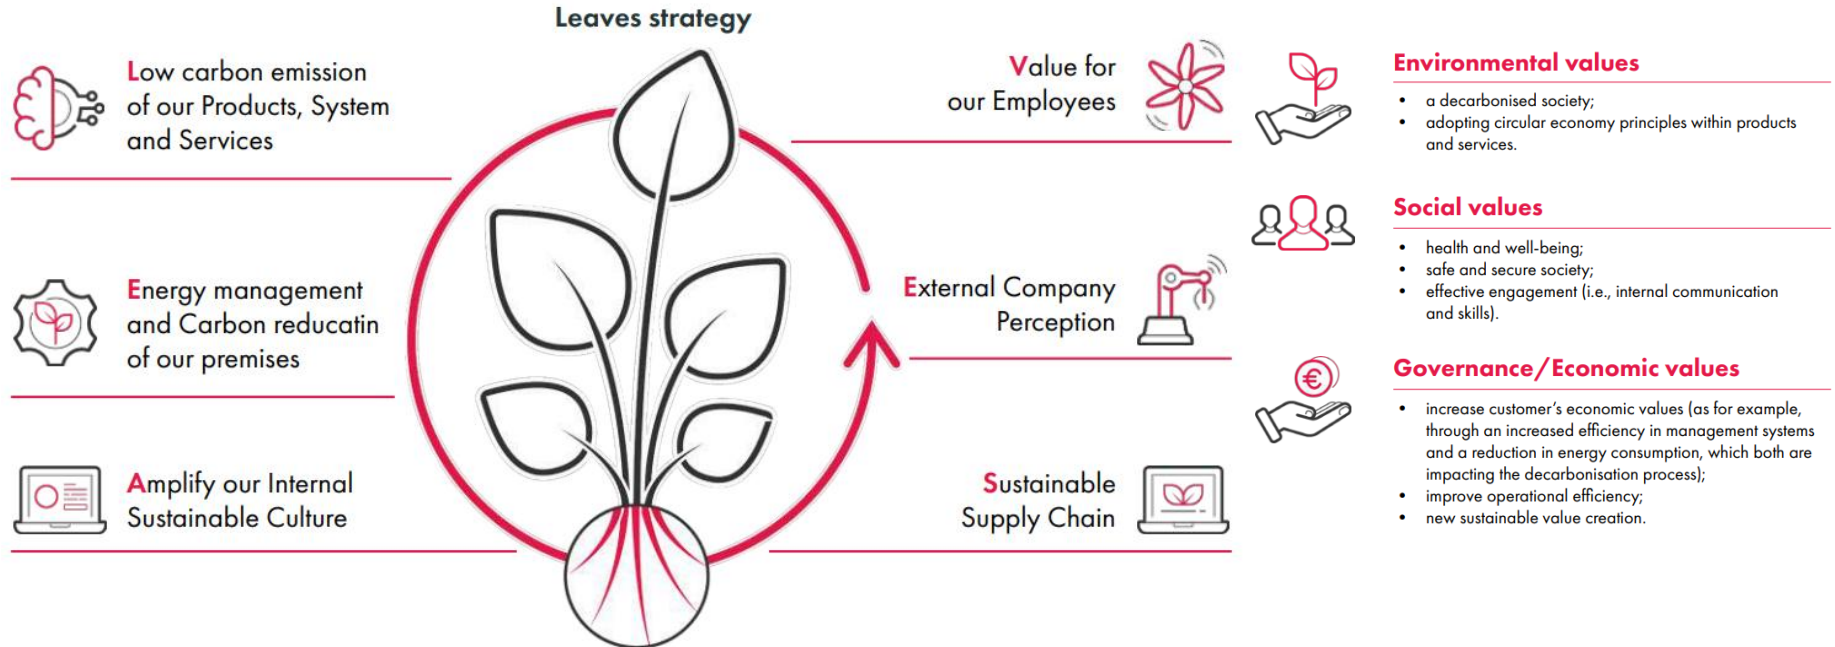 Leaves strategy
Low carbon emission
of our Products, System
and Services
Energy management
and Carbon reducatin
of our premises
Amplify our Internal
Sustainable Culture
Value for
our Employees
External Company
Perception
Sustainable
Supply Chain
Environmental values
• a decarbonised society;
• adopting circular economy principles within products
and services.
Social values
• health and well-being;
• safe and secure society;
• effective engagement (i.e., internal communication
and skills).
€
Governance/Economic values
• increase customer's economic values (as for example,
through an increased efficiency in management systems
and a reduction in energy consumption, which both are
impacting the decarbonisation process);
• improve operational efficiency;
• new sustainable value creation.